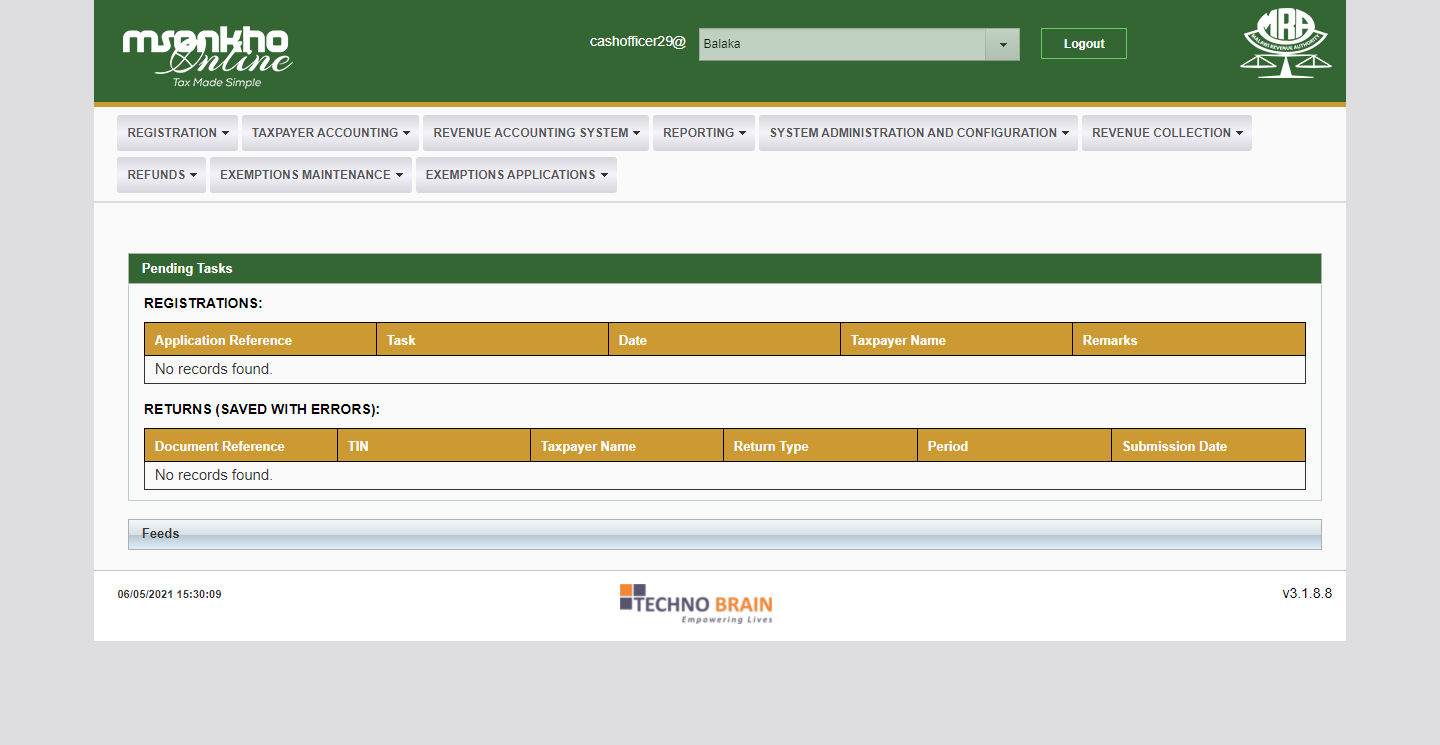 msonkho
Online
Tax Made Simple
cashofficer29@ Balaka Logout
MRA
MALAWI REVENUE AUTHORITY
REGISTRATION TAXPAYER ACCOUNTING REVENUE ACCOUNTING SYSTEM REPORTING SYSTEM ADMINISTRATION AND CONFIGURATION REVENUE COLLECTION
REFUNDS EXEMPTIONS MAINTENANCE EXEMPTIONS APPLICATIONS
Pending Tasks
REGISTRATIONS:
Application Reference Task Date Taxpayer Name Remarks
No records found.
RETURNS (SAVED WITH ERRORS):
Document Reference TIN Taxpayer Name Return Type Period Submission Date
No records found.
Feeds
06/05/2021 15:30:09 TECHNO BRAIN v3.1.8.8
Empowering Lives